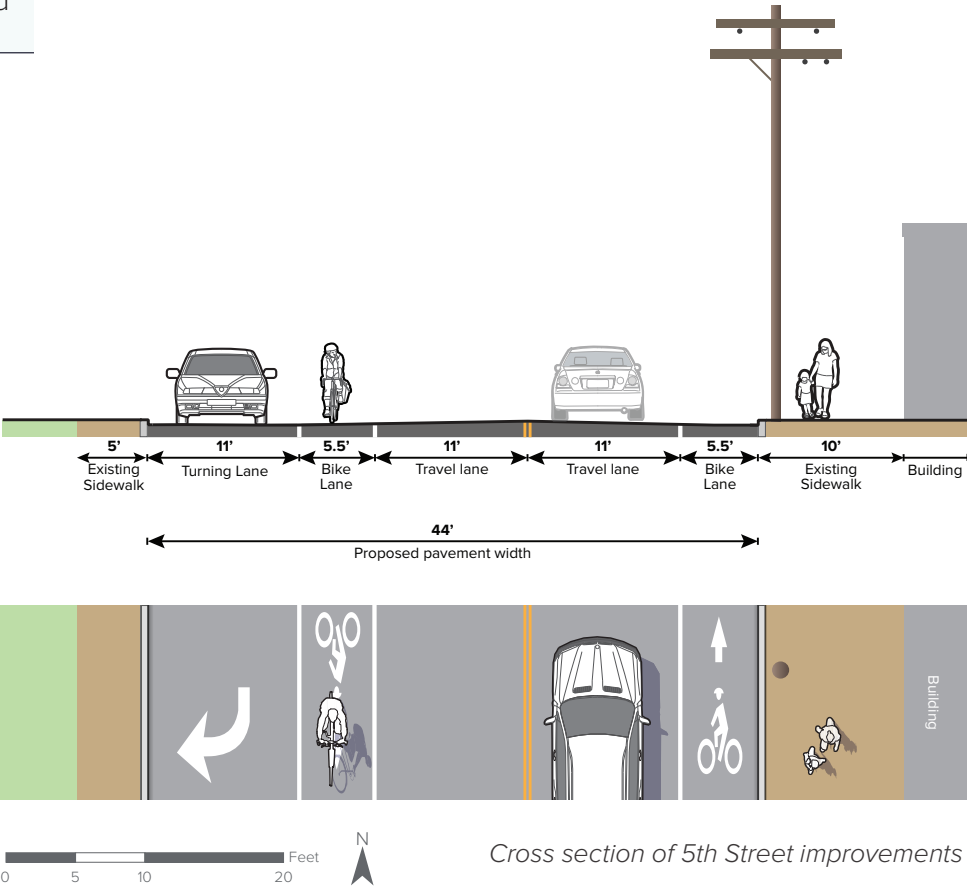 5’
Existing
Sidewalk
11’
Turning Lane
5.5’
Bike
Lane
11’
Travel lane
11’
Travel lane
5.5’
Bike
Lane
10’
Existing
Sidewalk
Building
44’
Proposed pavement width
Building
0 5 10 20 Feet
N
Cross section of 5th Street improvements